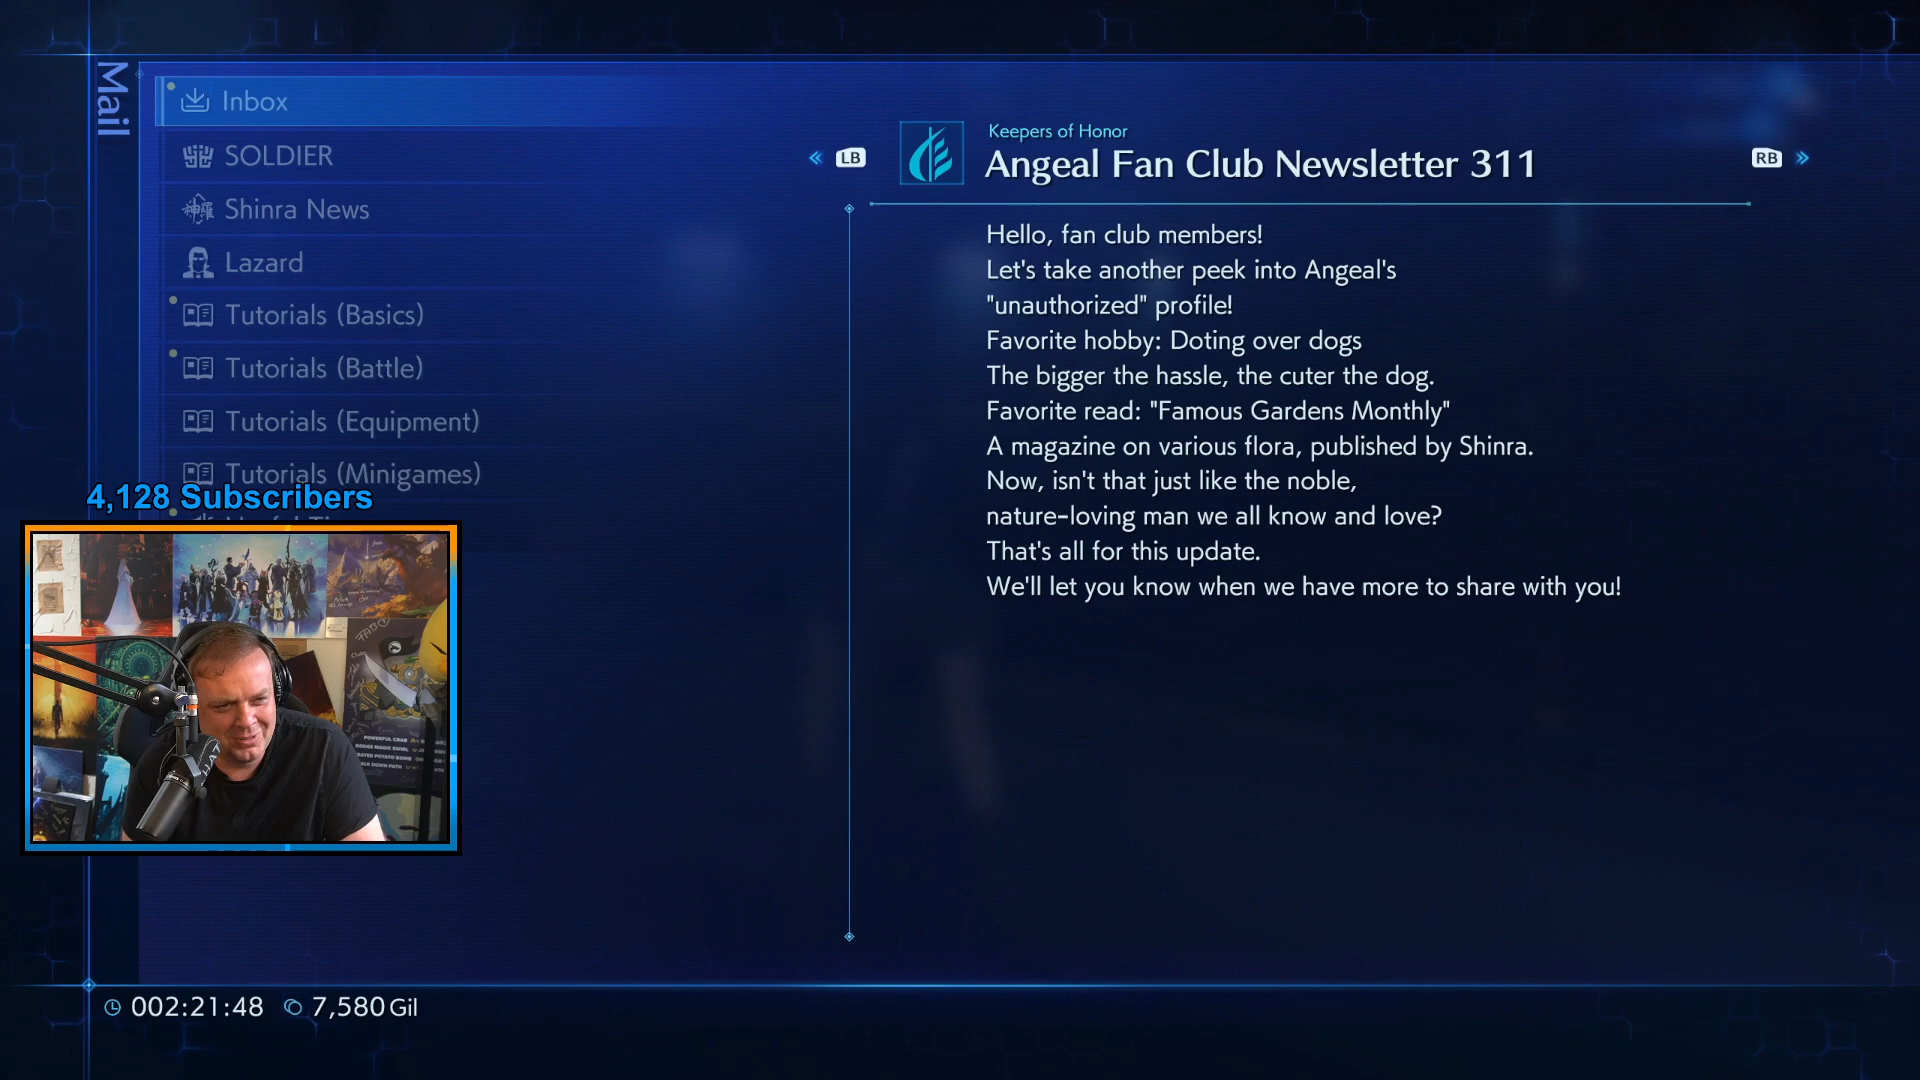 Mail
Inbox
SOLDIER
Shinra News
Lazard
Tutorials (Basics)
Tutorials (Battle)
Tutorials (Equipment)
Tutorials (Minigames)
4,128 Subscribers
LB
Keepers of Honor
Angeal Fan Club Newsletter 311
RB
Hello, fan club members!
Let's take another peek into Angeal's
"unauthorized" profile!
Favorite hobby: Doting over dogs
The bigger the hassle, the cuter the dog.
Favorite read: "Famous Gardens Monthly"
A magazine on various flora, published by Shinra.
Now, isn't that just like the noble,
nature-loving man we all know and love?
That's all for this update.
We'll let you know when we have more to share with you!
POWERFUL CRAB
DODGE MAGIC SWIRL
002:21:48
7,580 Gil